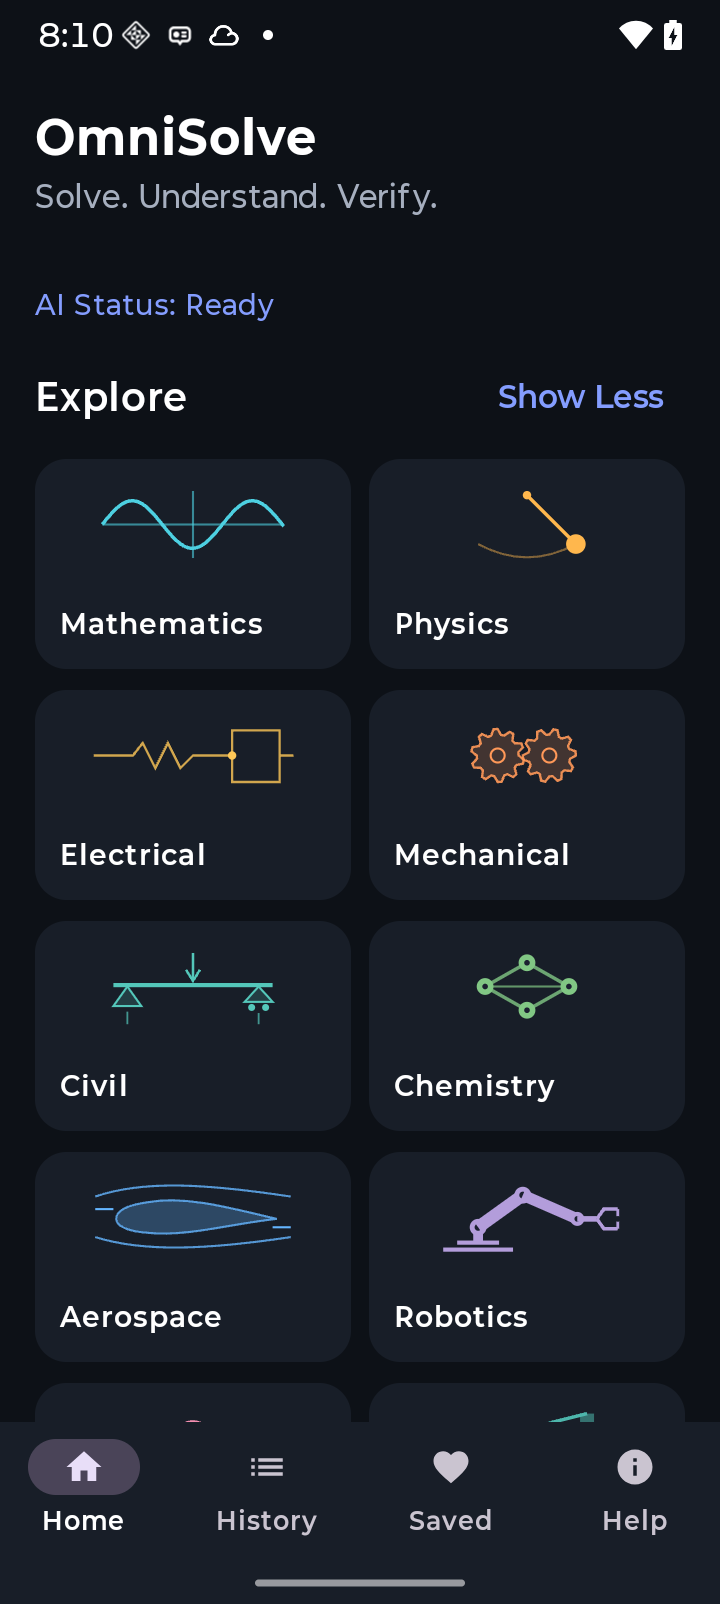 8:10
OmniSolve
Solve. Understand. Verify.
AI Status: Ready
Explore
Show Less
Mathematics
Physics
Electrical
Mechanical
Civil
Chemistry
Aerospace
Robotics
Home
History
Saved
Help